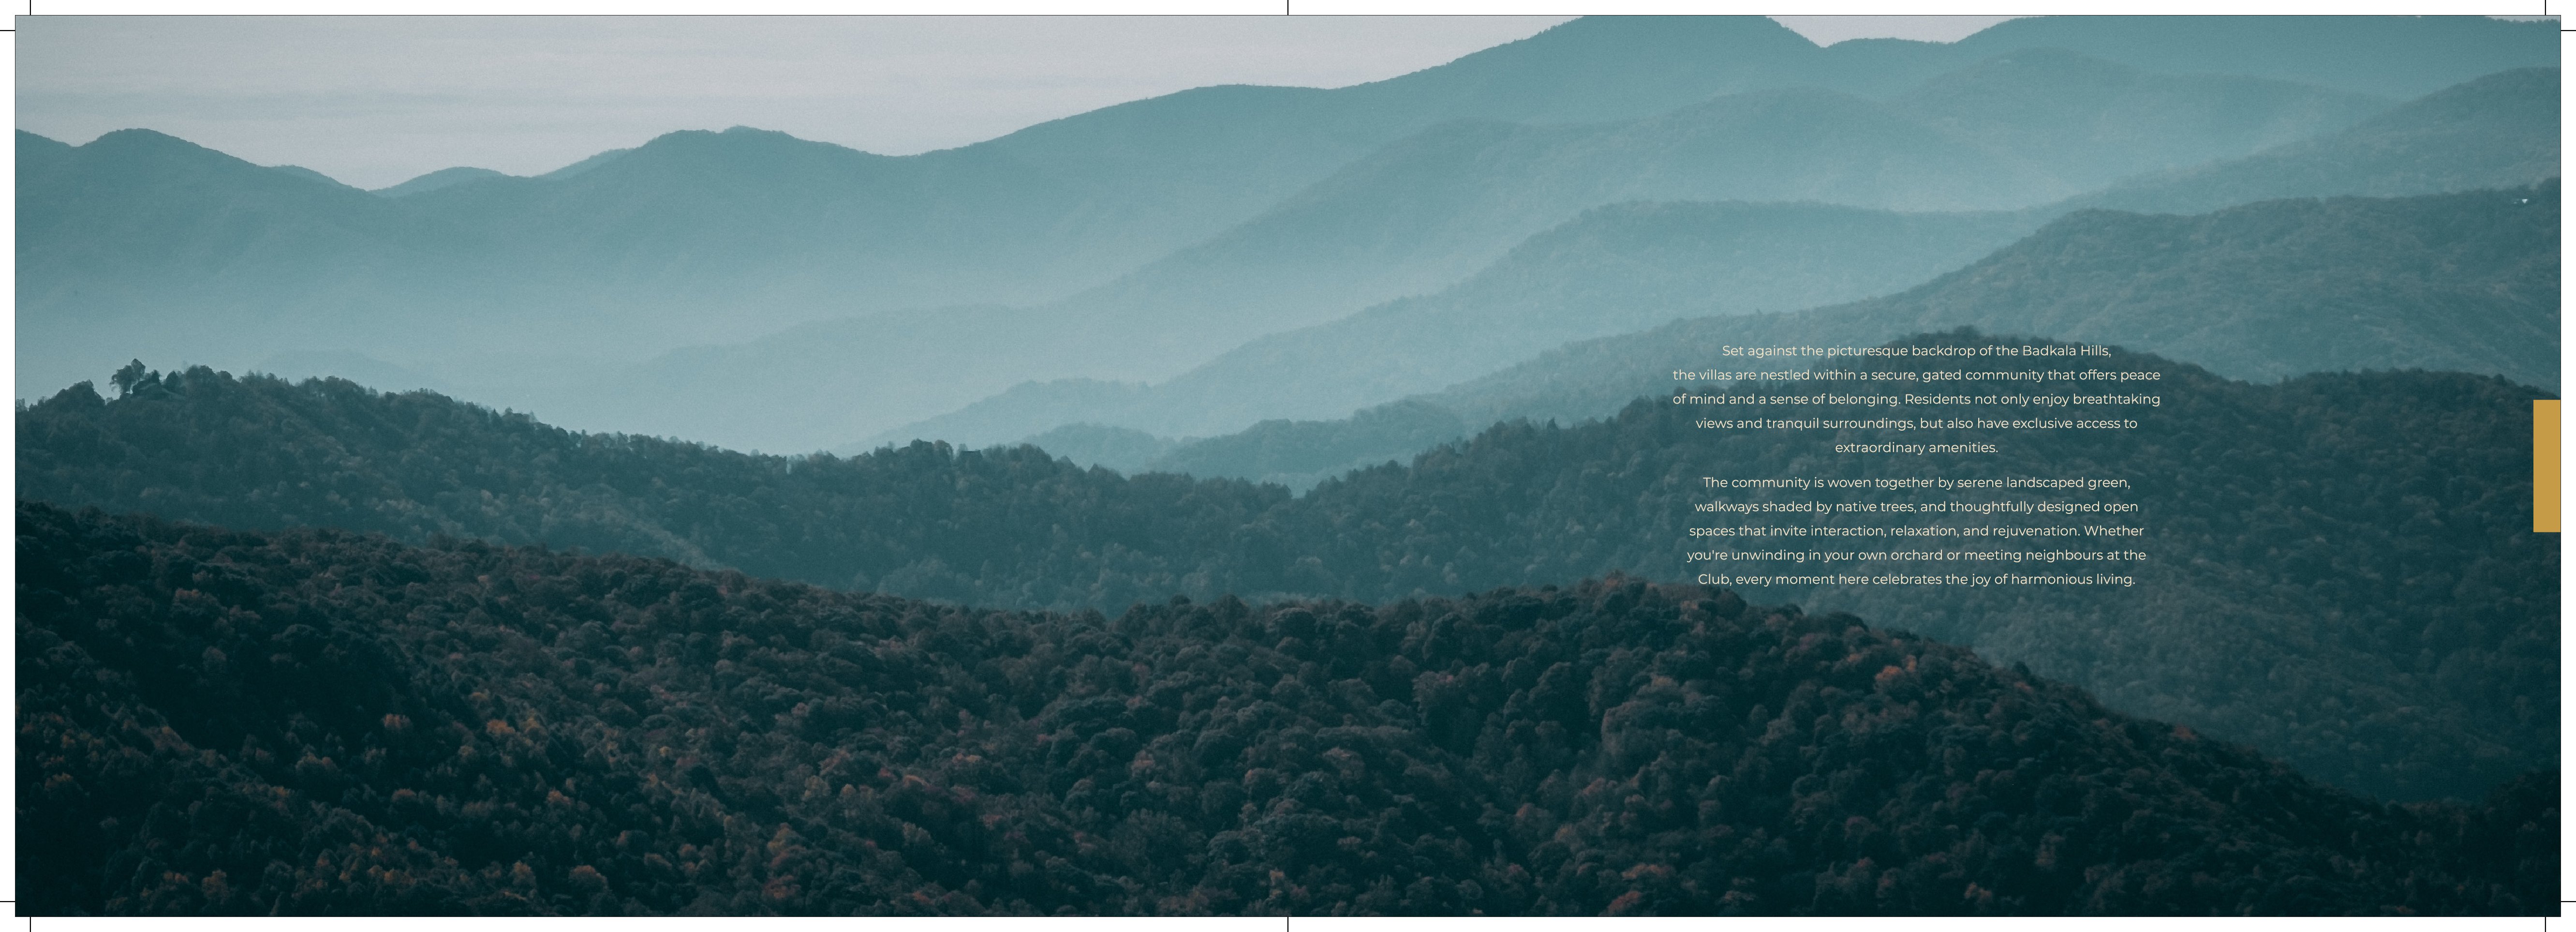 Set against the picturesque backdrop of the Badkala Hills,
the villas are nestled within a secure, gated community that offers peace
of mind and a sense of belonging. Residents not only enjoy breathtaking
views and tranquil surroundings, but also have exclusive access to
extraordinary amenities.
The community is woven together by serene landscaped green,
walkways shaded by native trees, and thoughtfully designed open
spaces that invite interaction, relaxation, and rejuvenation. Whether
you're unwinding in your own orchard or meeting neighbours at the
Club, every moment here celebrates the joy of harmonious living.